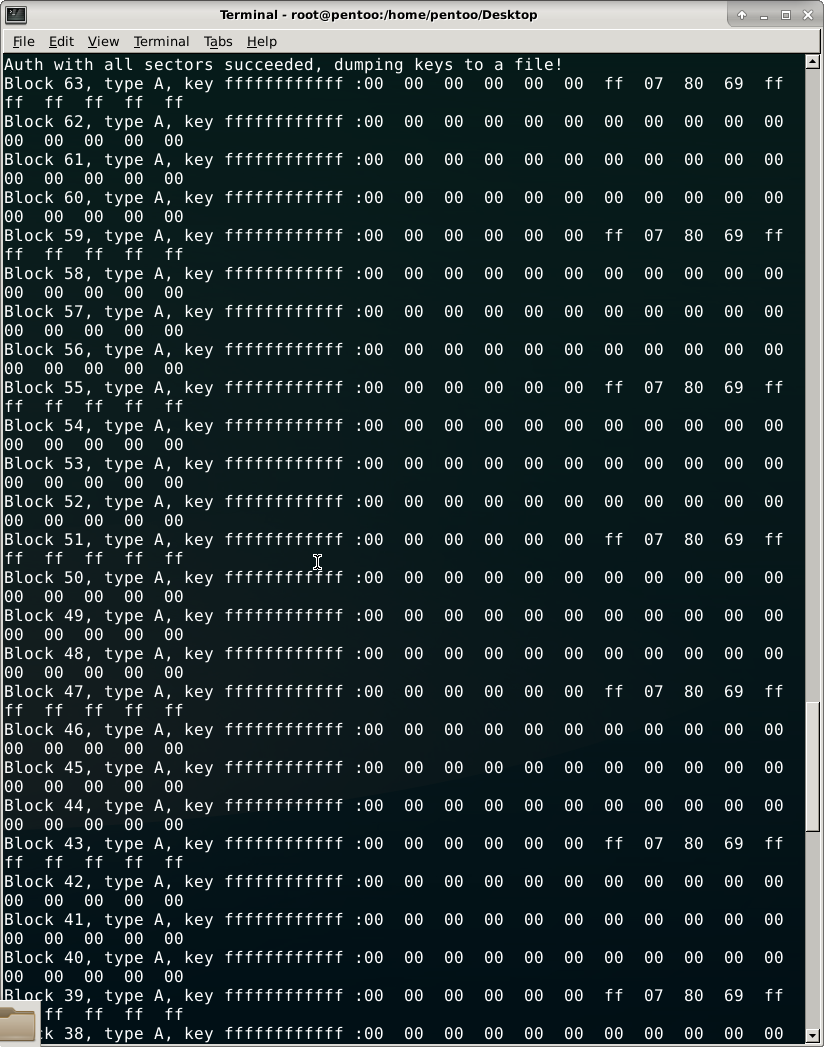 Terminal - root@pentoo:/home/pentoo/Desktop
File Edit View Terminal Tabs Help
Auth with all sectors succeeded, dumping keys to a file!
Block 63, type A, key ffffffffffff :00 00 00 00 00 00 ff 07 80 69 ff
ff ff ff ff ff
Block 62, type A, key ffffffffffff :00 00 00 00 00 00 00 00 00 00 00
00 00 00 00 00
Block 61, type A, key ffffffffffff :00 00 00 00 00 00 00 00 00 00 00
00 00 00 00 00
Block 60, type A, key ffffffffffff :00 00 00 00 00 00 00 00 00 00 00
00 00 00 00 00
Block 59, type A, key ffffffffffff :00 00 00 00 00 00 ff 07 80 69 ff
ff ff ff ff ff
Block 58, type A, key ffffffffffff :00 00 00 00 00 00 00 00 00 00 00
00 00 00 00 00
Block 57, type A, key ffffffffffff :00 00 00 00 00 00 00 00 00 00 00
00 00 00 00 00
Block 56, type A, key ffffffffffff :00 00 00 00 00 00 00 00 00 00 00
00 00 00 00 00
Block 55, type A, key ffffffffffff :00 00 00 00 00 00 ff 07 80 69 ff
ff ff ff ff ff
Block 54, type A, key ffffffffffff :00 00 00 00 00 00 00 00 00 00 00
00 00 00 00 00
Block 53, type A, key ffffffffffff :00 00 00 00 00 00 00 00 00 00 00
00 00 00 00 00
Block 52, type A, key ffffffffffff :00 00 00 00 00 00 00 00 00 00 00
00 00 00 00 00
Block 51, type A, key ffffffffffff :00 00 00 00 00 00 ff 07 80 69 ff
ff ff ff ff ff
Block 50, type A, key ffffffffffff :00 00 00 00 00 00 00 00 00 00 00
00 00 00 00 00
Block 49, type A, key ffffffffffff :00 00 00 00 00 00 00 00 00 00 00
00 00 00 00 00
Block 48, type A, key ffffffffffff :00 00 00 00 00 00 00 00 00 00 00
00 00 00 00 00
Block 47, type A, key ffffffffffff :00 00 00 00 00 00 ff 07 80 69 ff
ff ff ff ff ff
Block 46, type A, key ffffffffffff :00 00 00 00 00 00 00 00 00 00 00
00 00 00 00 00
Block 45, type A, key ffffffffffff :00 00 00 00 00 00 00 00 00 00 00
00 00 00 00 00
Block 44, type A, key ffffffffffff :00 00 00 00 00 00 00 00 00 00 00
00 00 00 00 00
Block 43, type A, key ffffffffffff :00 00 00 00 00 00 ff 07 80 69 ff
ff ff ff ff ff
Block 42, type A, key ffffffffffff :00 00 00 00 00 00 00 00 00 00 00
00 00 00 00 00
Block 41, type A, key ffffffffffff :00 00 00 00 00 00 00 00 00 00 00
00 00 00 00 00
Block 40, type A, key ffffffffffff :00 00 00 00 00 00 00 00 00 00 00
00 00 00 00 00
Block 39, type A, key ffffffffffff :00 00 00 00 00 00 ff 07 80 69 ff
ff ff ff ff
38, type A, key ffffffffffff :00 00 00 00 00 00 00 00 00 00 00